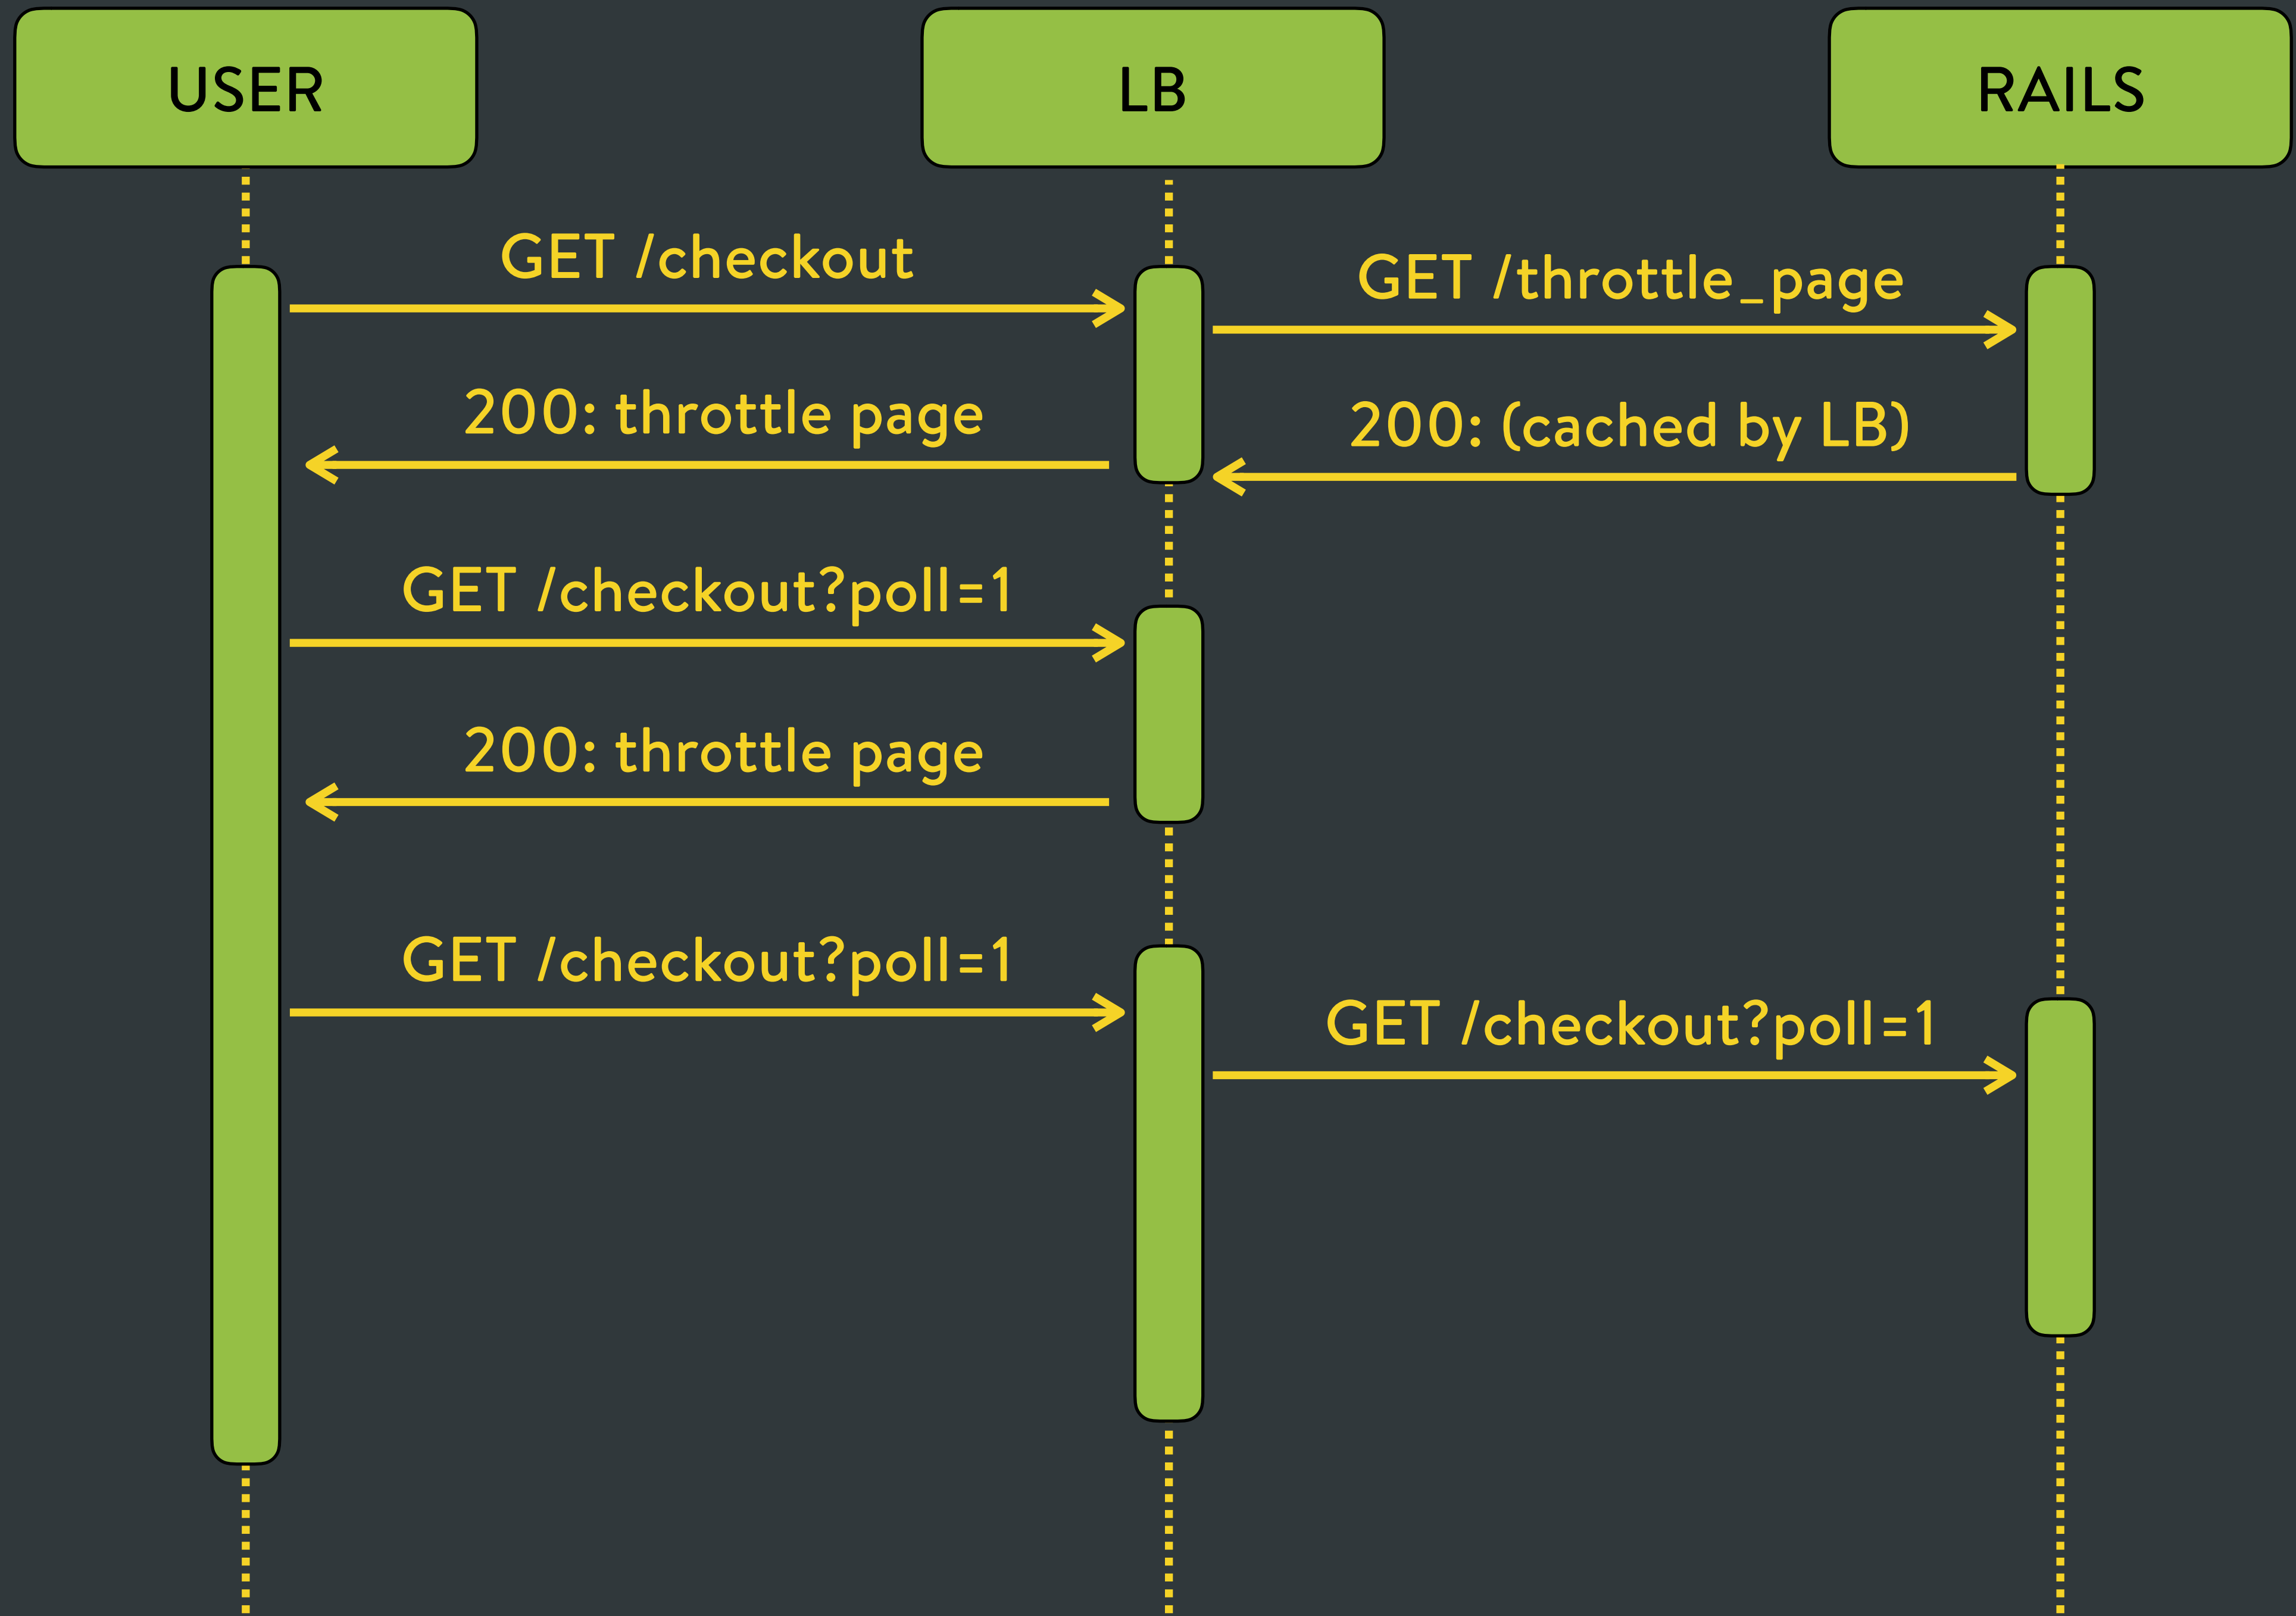 USER
LB
RAILS
GET /checkout
GET /throttle_page
200: throttle page
200: (cached by LB)
GET /checkout?poll=1
200: throttle page
GET /checkout?poll=1
GET /checkout?poll=1